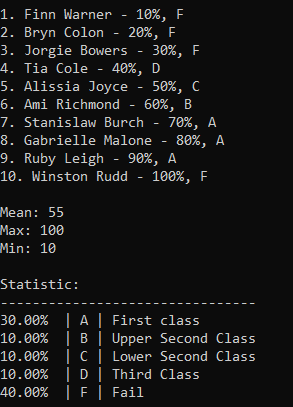 1. Finn Warner - 10%, F
2. Bryn Colon - 20%, F
3. Jorgie Bowers - 30%, F
4. Tia Cole - 40%, D
5. Alissia Joyce - 50%, C
6. Ami Richmond - 60%, B
7. Stanislaw Burch - 70%, A
8. Gabrielle Malone - 80%, A
9. Ruby Leigh - 90%, A
10. Winston Rudd - 100%, F
Mean: 55
Max: 100
Min: 10
Statistic:
--------------------------------
30.00%  | A | First class
10.00%  | B | Upper Second Class
10.00%  | C | Lower Second Class
10.00%  | D | Third Class
40.00%  | F | Fail